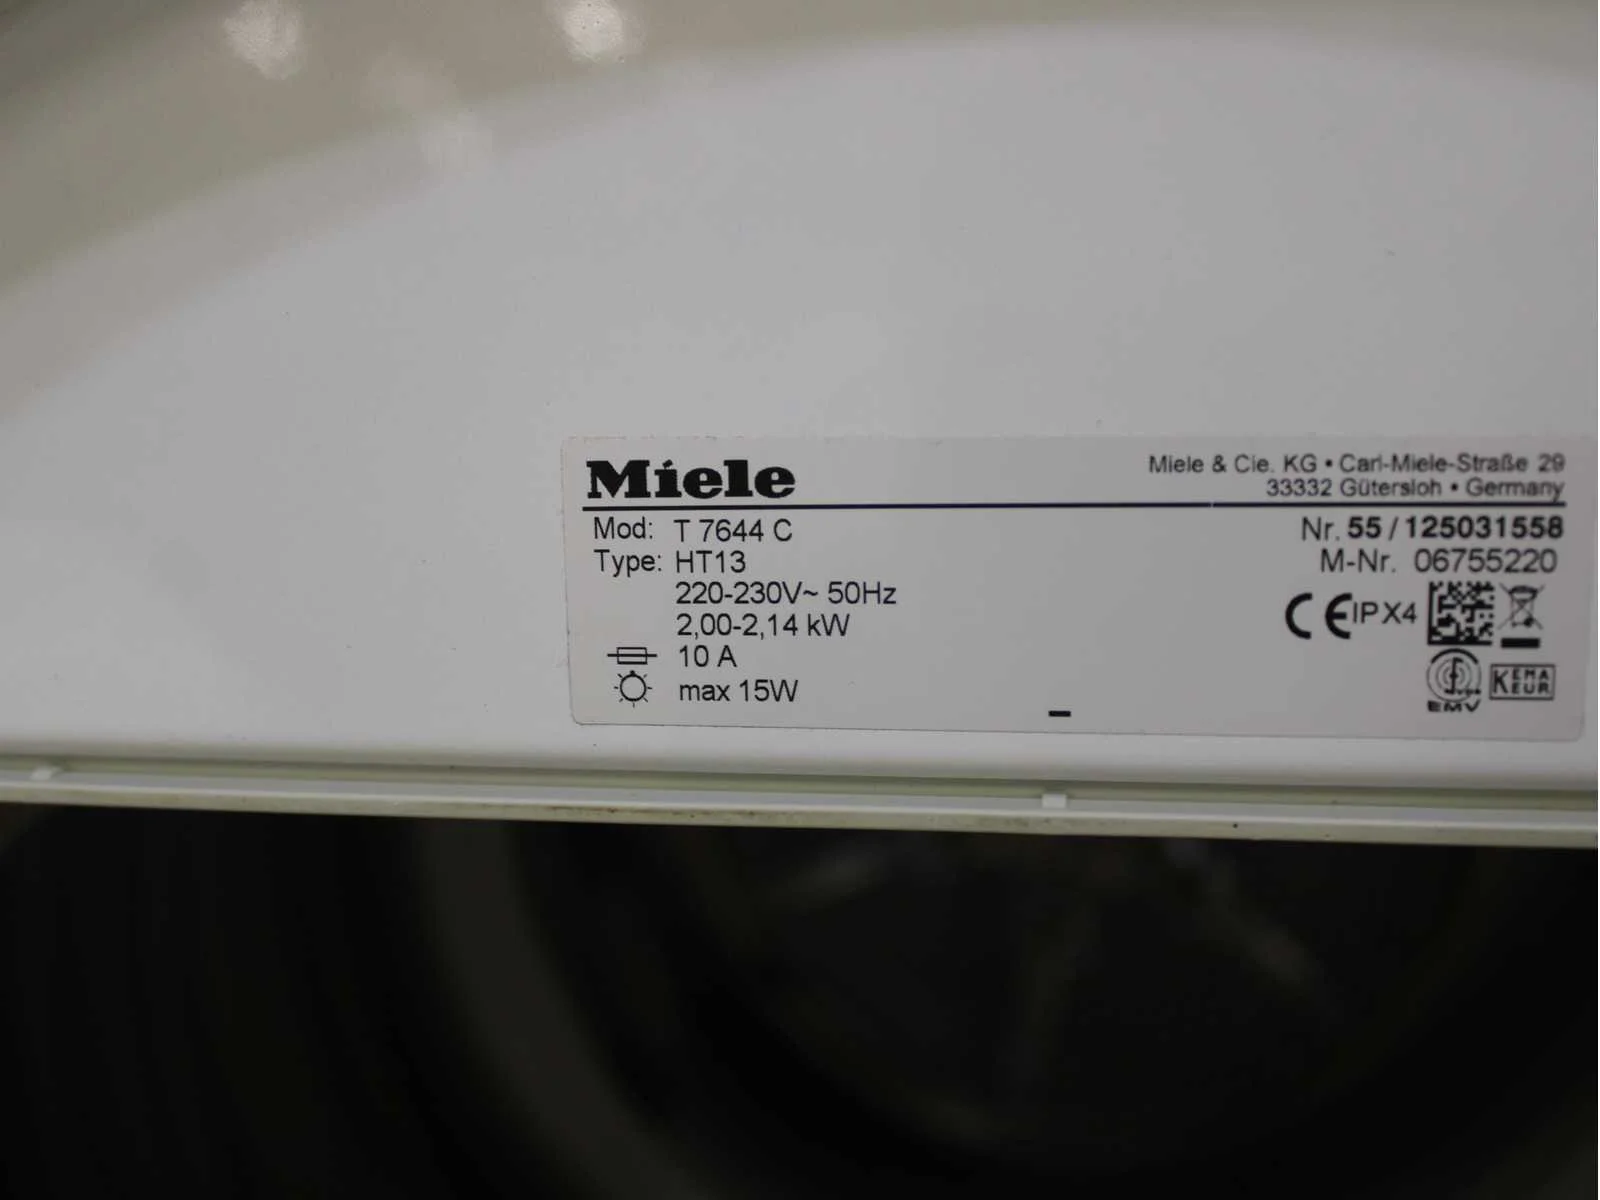 Miele
Miele & Cie. KG • Carl-Miele-Straße 29
33332 Gütersloh • Germany
Mod: T 7644 C
Nr. 55 / 125031558
Type: HT13
M-Nr. 06755220
220-230V~ 50Hz
2,00-2,14 kW
CE IPX4
10 A
max 15W
KEMA
EUR
EMV